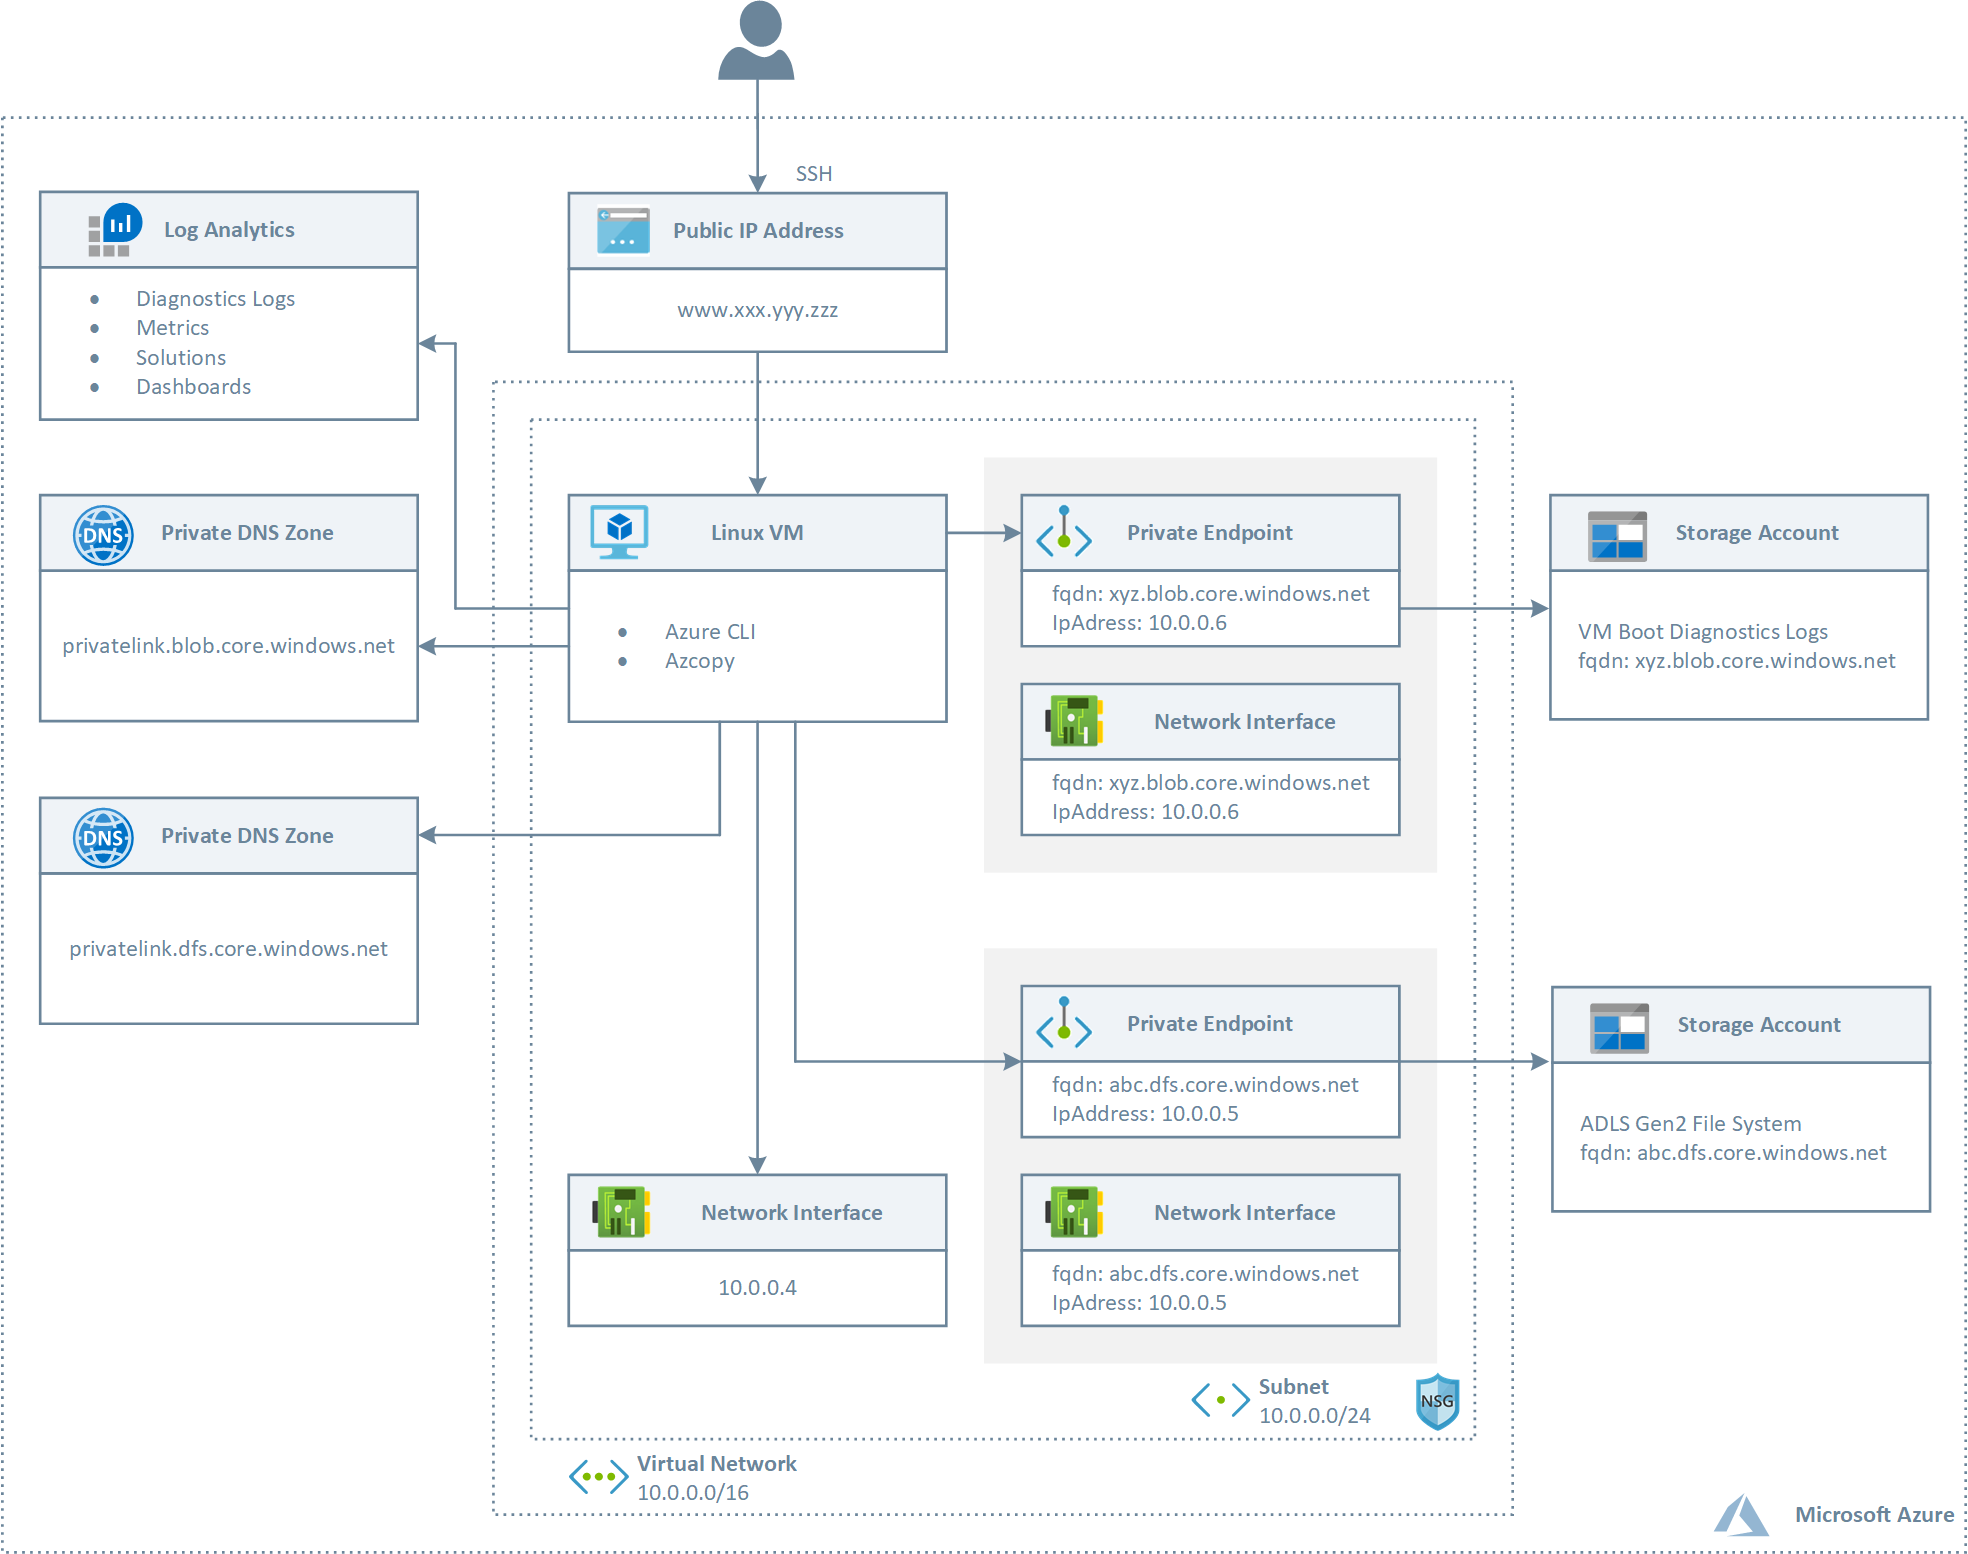 SSH
Log Analytics
• Diagnostics Logs
• Metrics
• Solutions
• Dashboards
Public IP Address
www.xxx.yyy.zzz
DNS
Private DNS Zone
privatelink.blob.core.windows.net
Linux VM
• Azure CLI
• Azcopy
Private Endpoint
fqdn: xyz.blob.core.windows.net
IpAdress: 10.0.0.6
Storage Account
VM Boot Diagnostics Logs
fqdn: xyz.blob.core.windows.net
Network Interface
fqdn: xyz.blob.core.windows.net
IpAddress: 10.0.0.6
DNS
Private DNS Zone
privatelink.dfs.core.windows.net
Private Endpoint
fqdn: abc.dfs.core.windows.net
IpAddress: 10.0.0.5
Storage Account
ADLS Gen2 File System
fqdn: abc.dfs.core.windows.net
Network Interface
10.0.0.4
Network Interface
fqdn: abc.dfs.core.windows.net
IpAdress: 10.0.0.5
Subnet
10.0.0.0/24
NSG
Virtual Network
10.0.0.0/16
Microsoft Azure